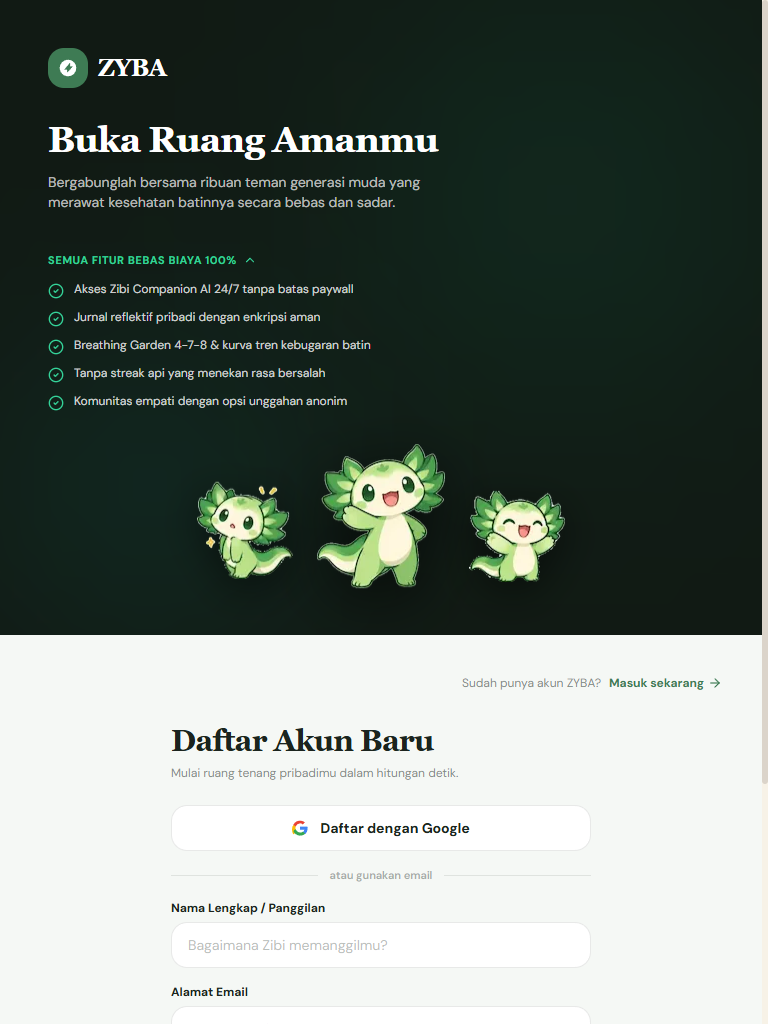 ZYBA
Buka Ruang Amanmu
Bergabunglah bersama ribuan teman generasi muda yang
merawat kesehatan batinnya secara bebas dan sadar.
SEMUA FITUR BEBAS BIAYA 100%
Akses Zibi Companion AI 24/7 tanpa batas paywall
Jurnal reflektif pribadi dengan enkripsi aman
Breathing Garden 4-7-8 & kurva tren kebugaran batin
Tanpa streak api yang menekan rasa bersalah
Komunitas empati dengan opsi unggahan anonim
Sudah punya akun ZYBA? Masuk sekarang →
Daftar Akun Baru
Mulai ruang tenang pribadimu dalam hitungan detik.
Daftar dengan Google
atau gunakan email
Nama Lengkap / Panggilan
Bagaimana Zibi memanggilmu?
Alamat Email